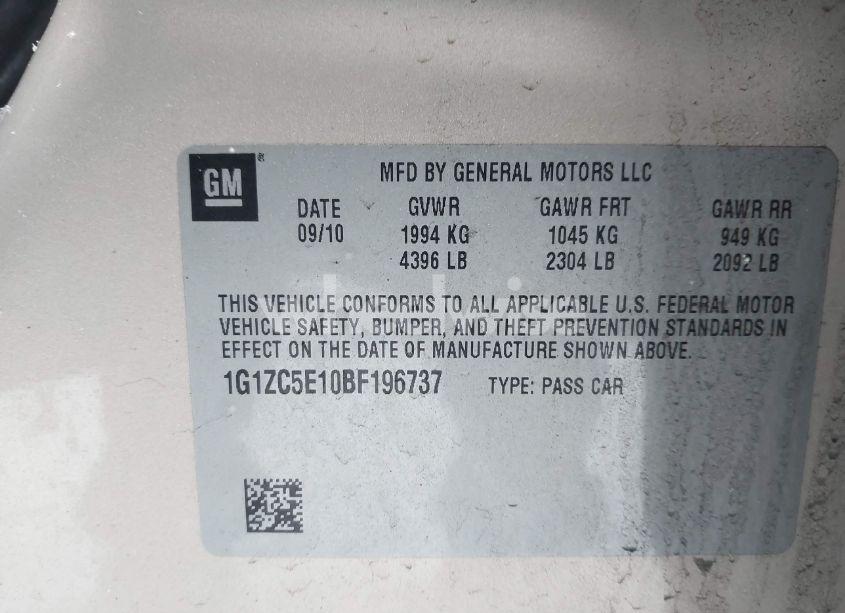 GM
MFD BY GENERAL MOTORS LLC
DATE GVWR GAWR FRT GAWR RR
09/10 1994 KG 1045 KG 949 KG
4396 LB 2304 LB 2092 LB
THIS VEHICLE CONFORMS TO ALL APPLICABLE U.S. FEDERAL MOTOR
VEHICLE SAFETY, BUMPER, AND THEFT PREVENTION STANDARDS IN
EFFECT ON THE DATE OF MANUFACTURE SHOWN ABOVE.
1G1ZC5E10BF196737 TYPE: PASS CAR